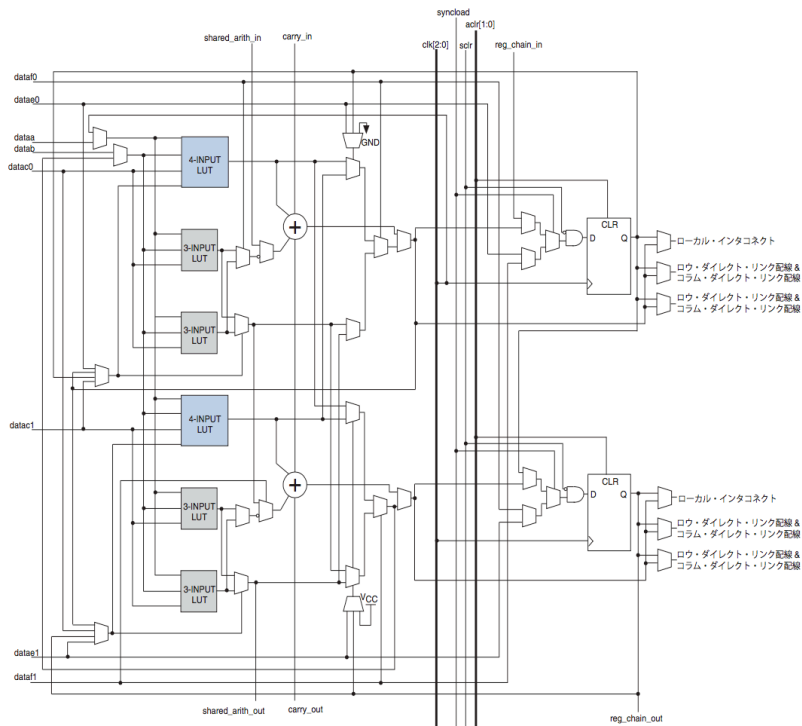 syncload
aclr[1:0]
shared_arith_in
carry_in
clk[2:0]
sclr
reg_chain_in
dataf0
datae0
dataa
datab
datac0
GND
4-INPUT
LUT
3-INPUT
LUT
3-INPUT
LUT
+
CLR
D
Q
ローカル・インタコネクト
ロウ・ダイレクト・リンク配線＆
コラム・ダイレクト・リンク配線
ロウ・ダイレクト・リンク配線＆
コラム・ダイレクト・リンク配線
datac1
4-INPUT
LUT
3-INPUT
LUT
3-INPUT
LUT
+
CLR
D
Q
ローカル・インタコネクト
ロウ・ダイレクト・リンク配線＆
コラム・ダイレクト・リンク配線
ロウ・ダイレクト・リンク配線＆
コラム・ダイレクト・リンク配線
VCC
datae1
dataf1
shared_arith_out
carry_out
reg_chain_out